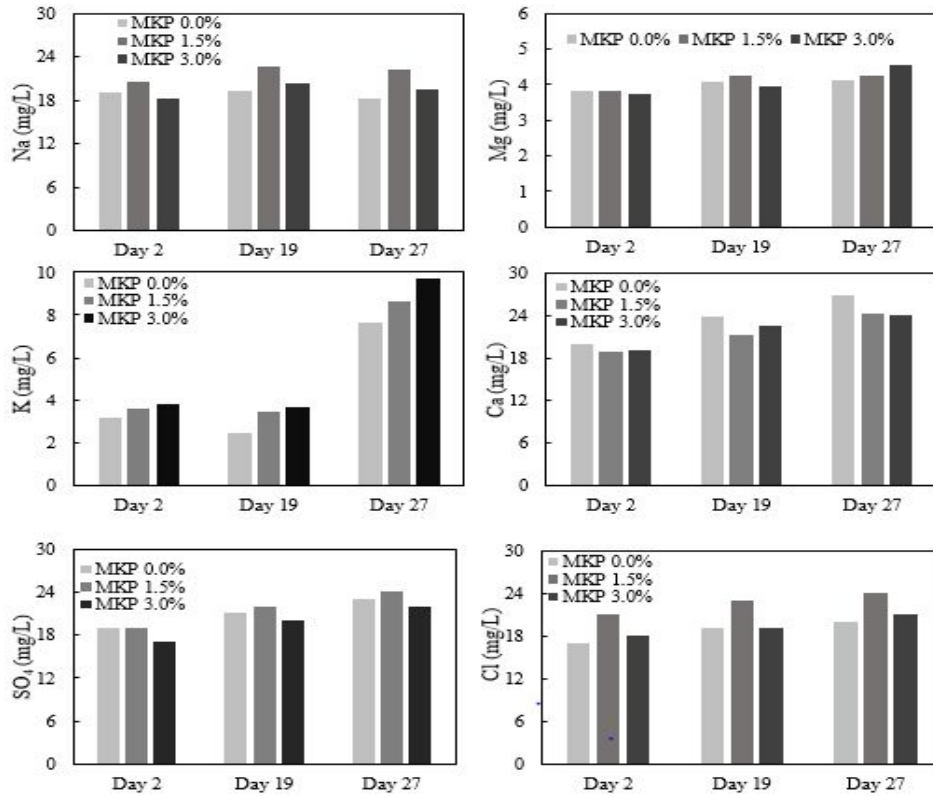 30
24
18
12
6
0
Na (mg/L)
MKP 0.0%
MKP 1.5%
MKP 3.0%
Day 2 Day 19 Day 27
6
5
4
3
2
1
0
Mg (mg/L)
MKP 0.0% MKP 1.5% MKP 3.0%
Day 2 Day 19 Day 27
10
8
6
4
2
0
K (mg/L)
MKP 0.0%
MKP 1.5%
MKP 3.0%
Day 2 Day 19 Day 27
30
24
18
12
6
0
Ca (mg/L)
MKP 0.0%
MKP 1.5%
MKP 3.0%
Day 2 Day 19 Day 27
30
24
18
12
6
0
SO₄ (mg/L)
MKP 0.0%
MKP 1.5%
MKP 3.0%
Day 2 Day 19 Day 27
30
24
18
12
6
0
Cl (mg/L)
MKP 0.0%
MKP 1.5%
MKP 3.0%
Day 2 Day 19 Day 27